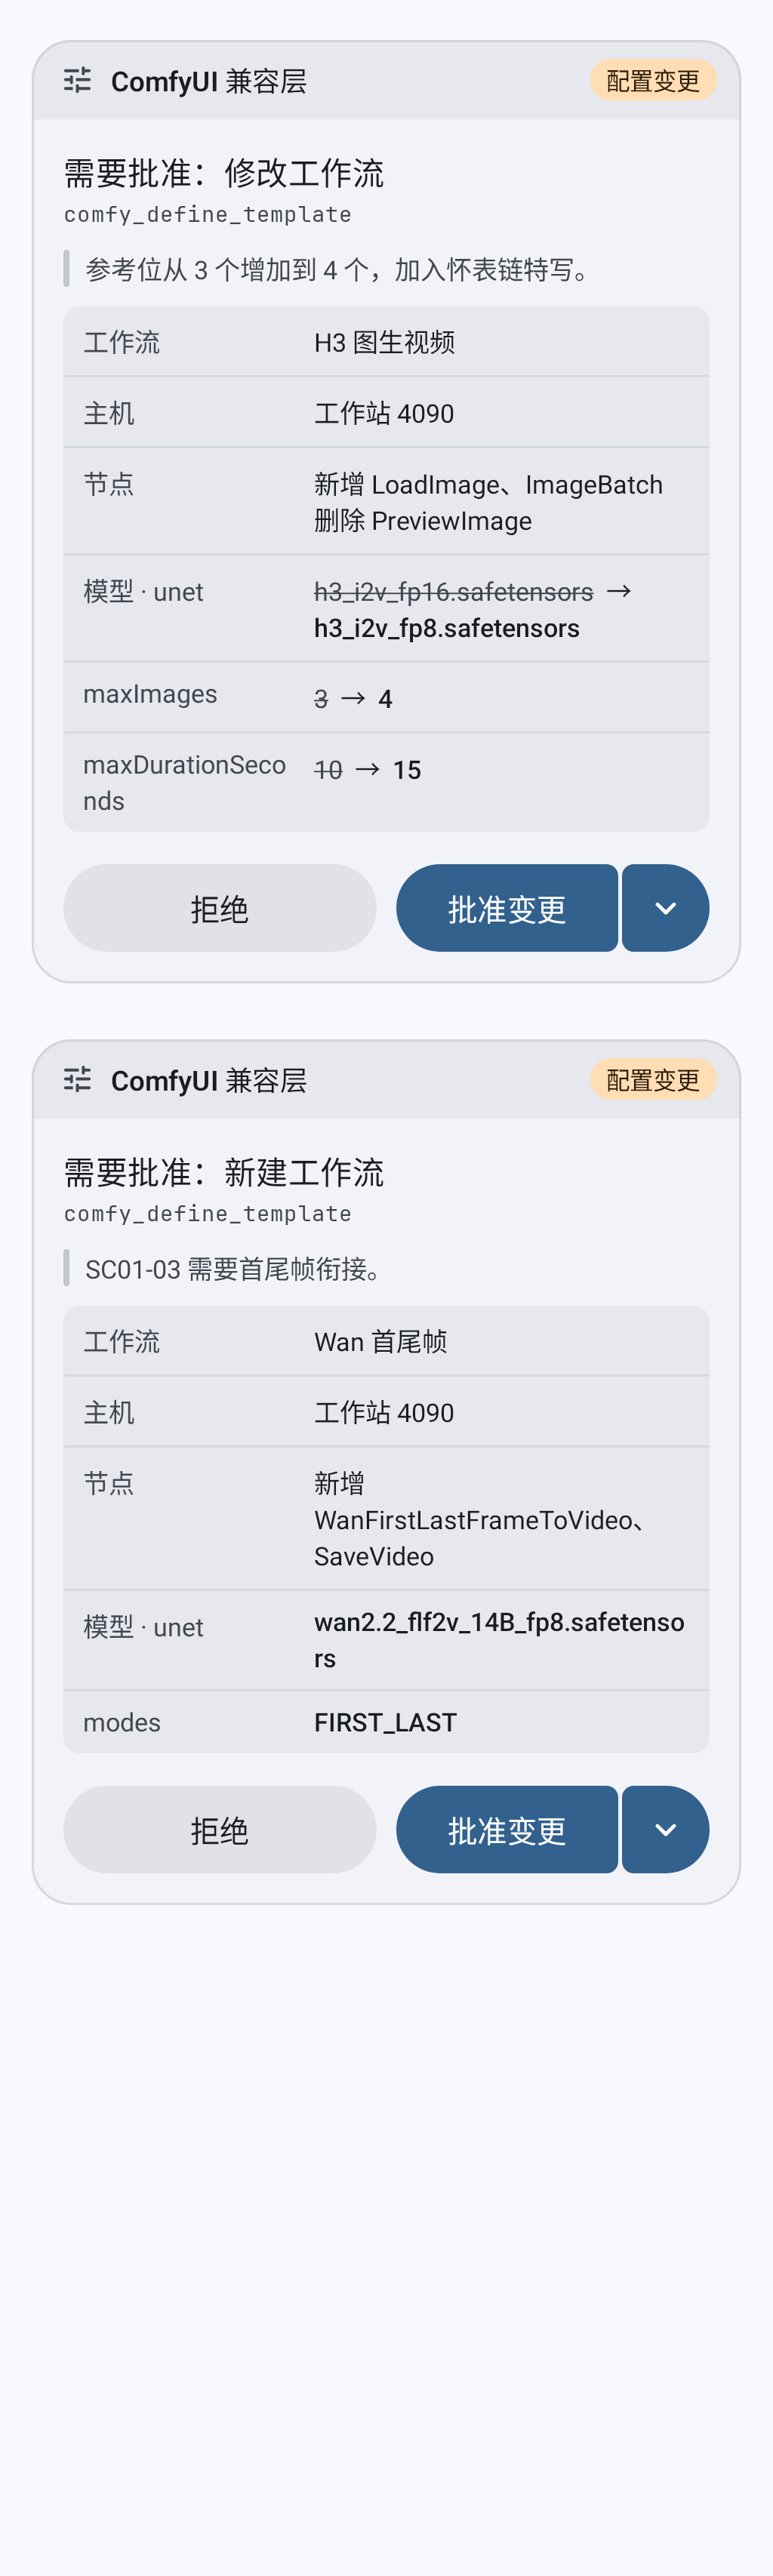 ComfyUI 兼容层
配置变更
需要批准：修改工作流
comfy_define_template
参考位从 3 个增加到 4 个，加入怀表链特写。
工作流
H3 图生视频
主机
工作站 4090
节点
新增 LoadImage、ImageBatch
删除 PreviewImage
模型 · unet
h3_i2v_fp16.safetensors →
h3_i2v_fp8.safetensors
maxImages
3 → 4
maxDurationSeco
nds
10 → 15
拒绝
批准变更
ComfyUI 兼容层
配置变更
需要批准：新建工作流
comfy_define_template
SC01-03 需要首尾帧衔接。
工作流
Wan 首尾帧
主机
工作站 4090
节点
新增
WanFirstLastFrameToVideo、
SaveVideo
模型 · unet
wan2.2_flf2v_14B_fp8.safetenso
rs
modes
FIRST_LAST
拒绝
批准变更